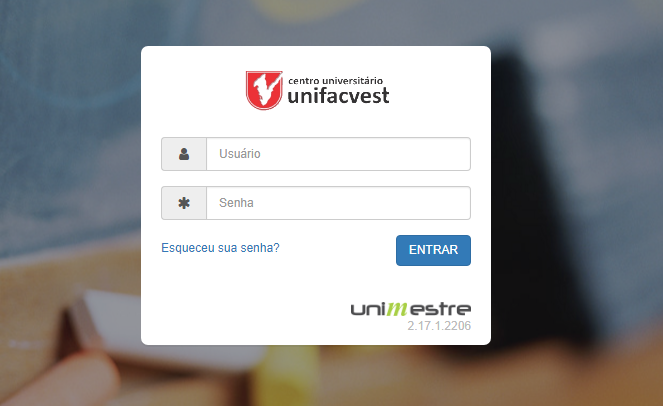 centro universitário
unifacvest
Usuário
Senha
Esqueceu sua senha?
ENTRAR
unimestre
2.17.1.2206